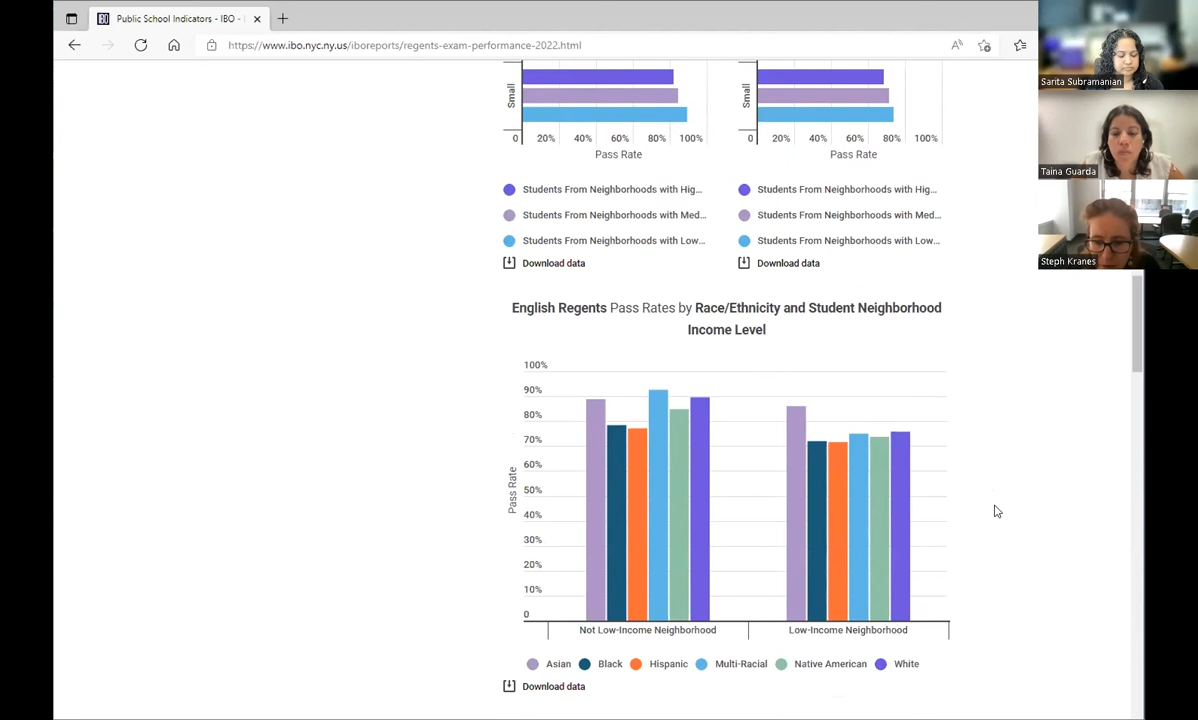 Public School Indicators - IBO -
https://www.ibo.nyc.ny.us/iboreports/regents-exam-performance-2022.html
Sarita Subramanian
Taina Guarda
Steph Kranes
Small
0 20% 40% 60% 80% 100%
Pass Rate
Students From Neighborhoods with Hig...
Students From Neighborhoods with Med...
Students From Neighborhoods with Low...
Download data
Small
0 20% 40% 60% 80% 100%
Pass Rate
Students From Neighborhoods with Hig...
Students From Neighborhoods with Med...
Students From Neighborhoods with Low...
Download data
English Regents Pass Rates by Race/Ethnicity and Student Neighborhood
Income Level
Pass Rate
100%
90%
80%
70%
60%
50%
40%
30%
20%
10%
0
Not Low-Income Neighborhood
Low-Income Neighborhood
Asian Black Hispanic Multi-Racial Native American White
Download data